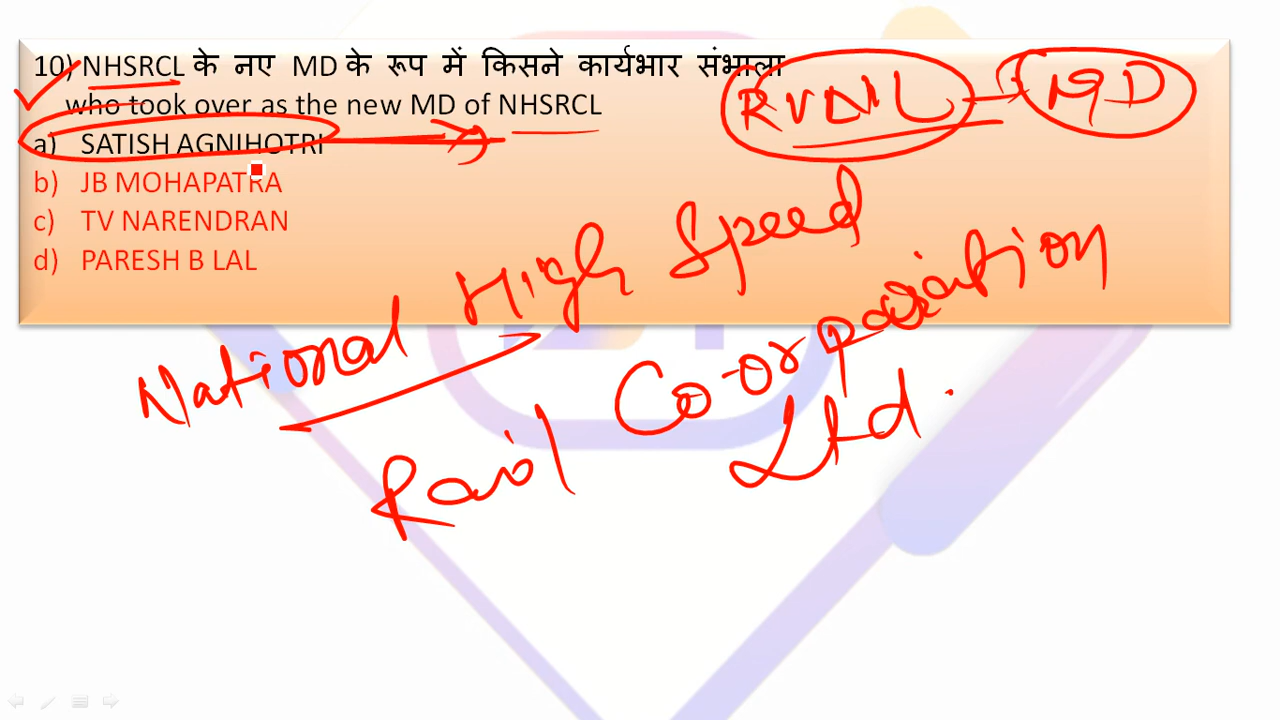 10) NHSRCL के नए MD के रूप में किसने कार्यभार संभाला
who took over as the new MD of NHSRCL
a) SATISH AGNIHOTRI
b) JB MOHAPATRA
c) TV NARENDRAN
d) PARESH B LAL
RVNL
MD
National High Speed
Rail Co-orporation
Ltd.